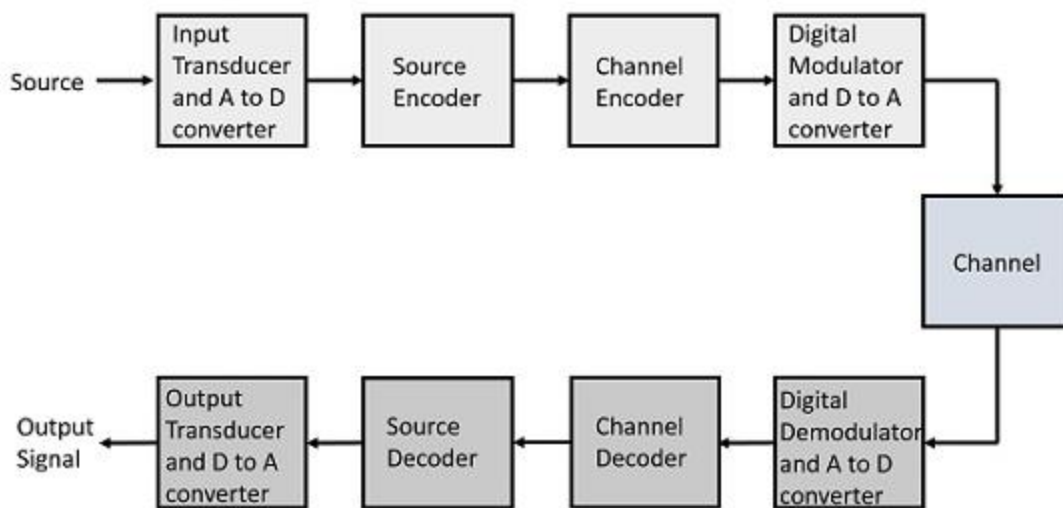 Source
Input
Transducer
and A to D
converter
Source
Encoder
Channel
Encoder
Digital
Modulator
and D to A
converter
Channel
Output
Signal
Output
Transducer
and D to A
converter
Source
Decoder
Channel
Decoder
Digital
Demodulator
and A to D
converter